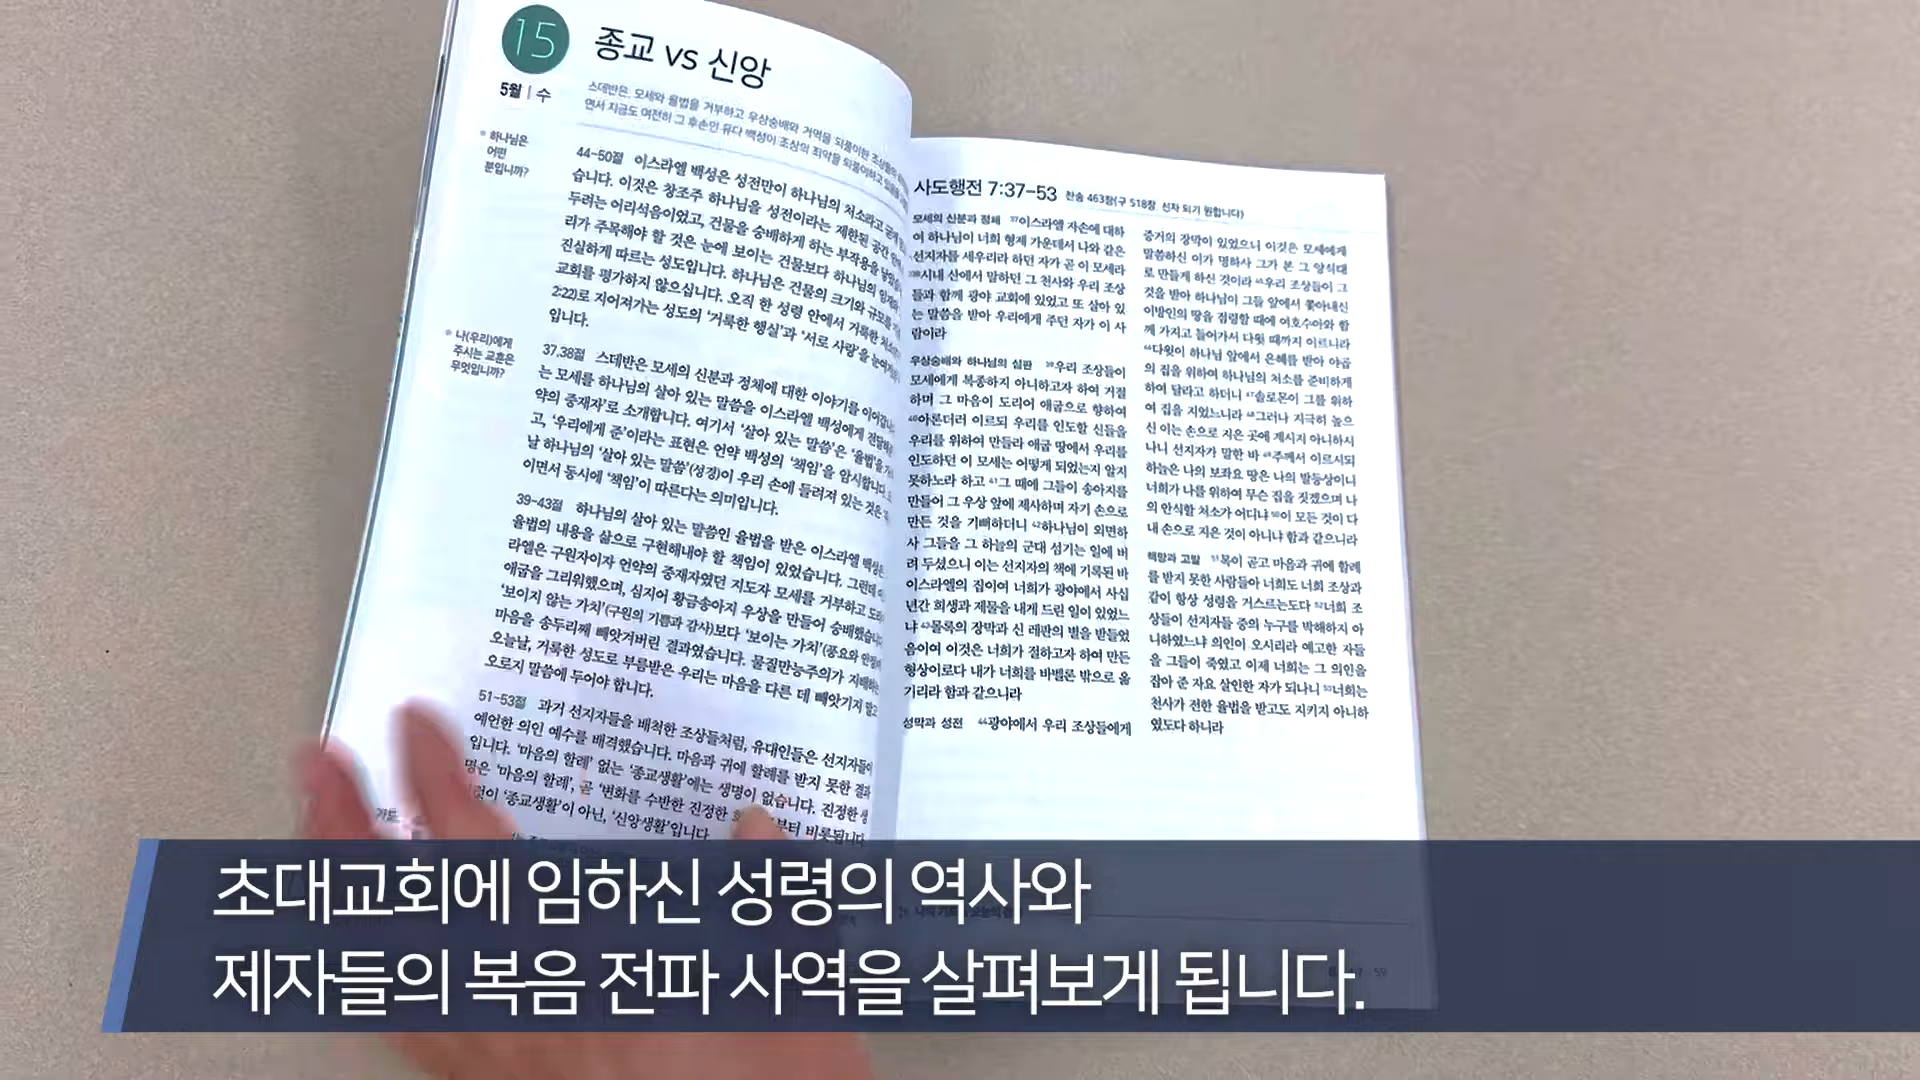 15
종교 vs 신앙
5월 | 수
스데반은, 모세와 율법을 거부하고 우상숭배와 거역을 되풀이한 조상들의
면서 지금도 여전히 그 후손인 유다 백성이 조상의 죄악을 되풀이하고
하나님은
어떤
분입니까?
44-50절 이스라엘 백성은 성전만이 하나님의 처소라고
습니다. 이것은 창조주 하나님을 성전이라는 제한된 공간
두려는 어리석음이었고, 건물을 숭배하게 하는 부작용을
리가 주목해야 할 것은 눈에 보이는 건물보다 하나님의
진실하게 따르는 성도입니다. 하나님은 건물의 크기와 규모로
교회를 평가하지 않으십니다. 오직 한 성령 안에서 거룩한
2:22)로 지어져가는 성도의 '거룩한 행실'과 '서로 사랑'을
입니다.
나(우리)에게
주시는 교훈은
무엇입니까?
37,38절 스데반은 모세의 신분과 정체에 대한 이야기를
는 모세를 하나님의 살아 있는 말씀을 이스라엘 백성에게
약의 중재자'로 소개합니다. 여기서 '살아 있는 말씀'은 '율법'을
고, '우리에게 준'이라는 표현은 언약 백성의 '책임'을 암시합니다.
날 하나님의 '살아 있는 말씀'(성경)이 우리 손에 들려져 있는 것은
이면서 동시에 '책임'이 따른다는 의미입니다.
39-43절 하나님의 살아 있는 말씀인 율법을 받은 이스라엘 백성은
율법의 내용을 삶으로 구현해내야 할 책임이 있었습니다. 그런데
라엘은 구원자이자 언약의 중재자였던 지도자 모세를 거부하고
애굽을 그리워했으며, 심지어 황금송아지 우상을 만들어 숭배했습니다
'보이지 않는 가치'(구원의 기쁨과 감사)보다 '보이는 가치'(풍요와
마음을 송두리째 빼앗겨버린 결과였습니다. 물질만능주의가 지배하는
오늘날, 거룩한 성도로 부름받은 우리는 마음을 다른 데 빼앗기지 말고
오로지 말씀에 두어야 합니다.
51-53절 과거 선지자들을 배척한 조상들처럼, 유대인들은 선지자들이
예언한 의인 예수를 배격했습니다. 마음과 귀에 할례를 받지 못한 결과
입니다. '마음의 할례' 없는 '종교생활'에는 생명이 없습니다. 진정한 생
명은 '마음의 할례', 곧 '변화를 수반한 진정한 부터 비롯됩니다
것이 '종교생활'이 아닌, '신앙생활'입니다.
사도행전 7:37-53 찬송 463장(구 518장, 신자 되기 원합니다)
모세의 신분과 정체 37이스라엘 자손에 대하
여 하나님이 너희 형제 가운데서 나와 같은
선지자를 세우리라 하던 자가 곧 이 모세라
38시내 산에서 말하던 그 천사와 우리 조상
들과 함께 광야 교회에 있었고 또 살아 있
는 말씀을 받아 우리에게 주던 자가 이 사
람이라
우상숭배와 하나님의 심판 39우리 조상들이
모세에게 복종하지 아니하고자 하여 거절
하며 그 마음이 도리어 애굽으로 향하여
40아론더러 이르되 우리를 인도할 신들을
우리를 위하여 만들라 애굽 땅에서 우리를
인도하던 이 모세는 어떻게 되었는지 알지
못하노라 하고 41그 때에 그들이 송아지를
만들어 그 우상 앞에 제사하며 자기 손으로
만든 것을 기뻐하더니 42하나님이 외면하
사 그들을 그 하늘의 군대 섬기는 일에 버
려 두셨으니 이는 선지자의 책에 기록된 바
이스라엘의 집이여 너희가 광야에서 사십
년간 희생과 제물을 내게 드린 일이 있었느
냐 43몰록의 장막과 신 레판의 별을 받들었
음이여 이것은 너희가 절하고자 하여 만든
형상이로다 내가 너희를 바벨론 밖으로 옮
기리라 함과 같으니라
성막과 성전 44광야에서 우리 조상들에게
증거의 장막이 있었으니 이것은 모세에게
말씀하신 이가 명하사 그가 본 그 양식대
로 만들게 하신 것이라 45우리 조상들이 그
것을 받아 하나님이 그들 앞에서 쫓아내신
이방인의 땅을 점령할 때에 여호수아와 함
께 가지고 들어가서 다윗 때까지 이르니라
46다윗이 하나님 앞에서 은혜를 받아 야곱
의 집을 위하여 하나님의 처소를 준비하게
하여 달라고 하더니 47솔로몬이 그를 위하
여 집을 지었느니라 48그러나 지극히 높으
신 이는 손으로 지은 곳에 계시지 아니하시
나니 선지자가 말한 바 49주께서 이르시되
하늘은 나의 보좌요 땅은 나의 발등상이니
너희가 나를 위하여 무슨 집을 짓겠으며 나
의 안식할 처소가 어디냐 50이 모든 것이 다
내 손으로 지은 것이 아니냐 함과 같으니라
책망과 고발 51목이 곧고 마음과 귀에 할례
를 받지 못한 사람들아 너희도 너희 조상과
같이 항상 성령을 거스르는도다 52너희 조
상들이 선지자들 중의 누구를 박해하지 아
니하였느냐 의인이 오시리라 예고한 자들
을 그들이 죽였고 이제 너희는 그 의인을
잡아 준 자요 살인한 자가 되나니 53너희는
천사가 전한 율법을 받고도 지키지 아니하
였도다 하니라
초대교회에 임하신 성령의 역사와
제자들의 복음 전파 사역을 살펴보게 됩니다.